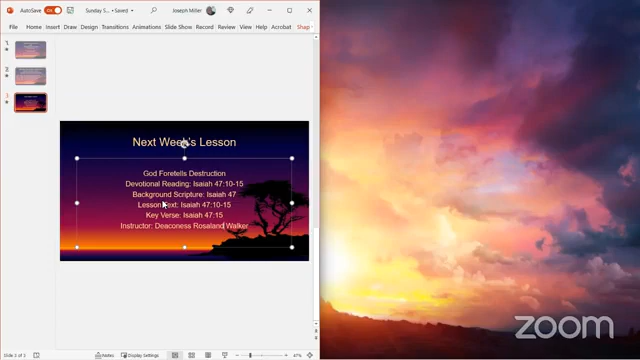 AutoSave On Sunday S... • Saved Joseph Miller
File Home Insert Draw Design Transitions Animations Slide Show Review View Help Acrobat Shap
1
2
3
Next Week's Lesson
God Foretells Destruction
Devotional Reading: Isaiah 47:10-15
Background Scripture: Isaiah 47
Lesson Text: Isaiah 47:10-15
Key Verse: Isaiah 47:15
Instructor: Deaconess Rosaland Walker
zoom
Slide 3 of 3 Notes Display Settings 47%